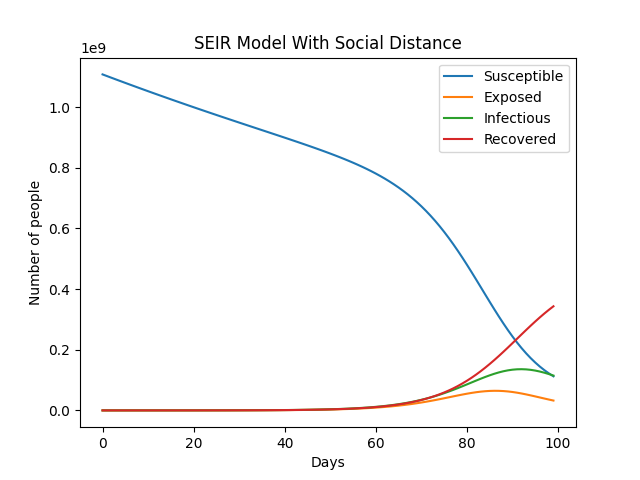 SEIR Model With Social Distance
1e9
Susceptible
Exposed
Infectious
Recovered
Number of people
1.0
0.8
0.6
0.4
0.2
0.0
0 20 40 60 80 100
Days